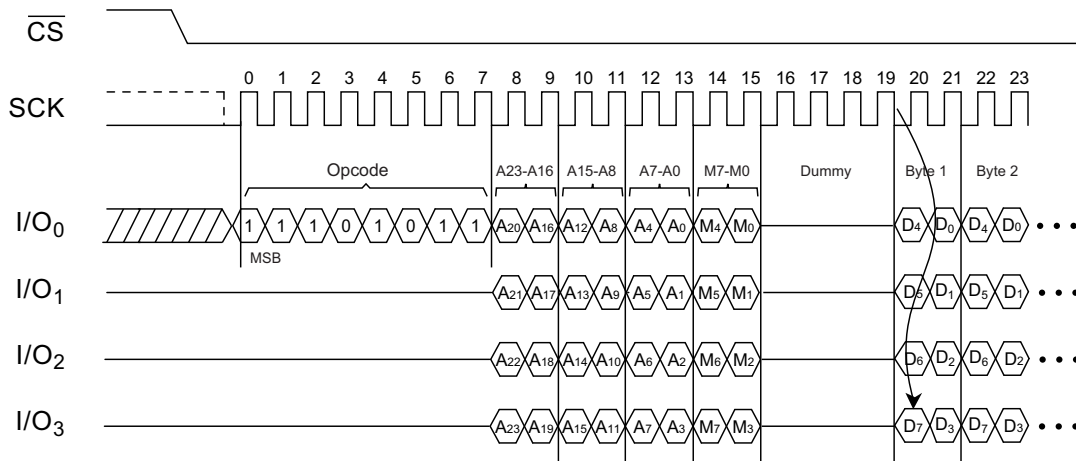 CS
0 1 2 3 4 5 6 7 8 9 10 11 12 13 14 15 16 17 18 19 20 21 22 23
SCK
Opcode A23-A16 A15-A8 A7-A0 M7-M0 Dummy Byte 1 Byte 2
I/O0 1 1 1 0 1 0 1 1 A20 A16 A12 A8 A4 A0 M4 M0 D4 D0 D4 D0
MSB
I/O1 A21 A17 A13 A9 A5 A1 M5 M1 D5 D1 D5 D1
I/O2 A22 A18 A14 A10 A6 A2 M6 M2 D6 D2 D6 D2
I/O3 A23 A19 A15 A11 A7 A3 M7 M3 D7 D3 D7 D3